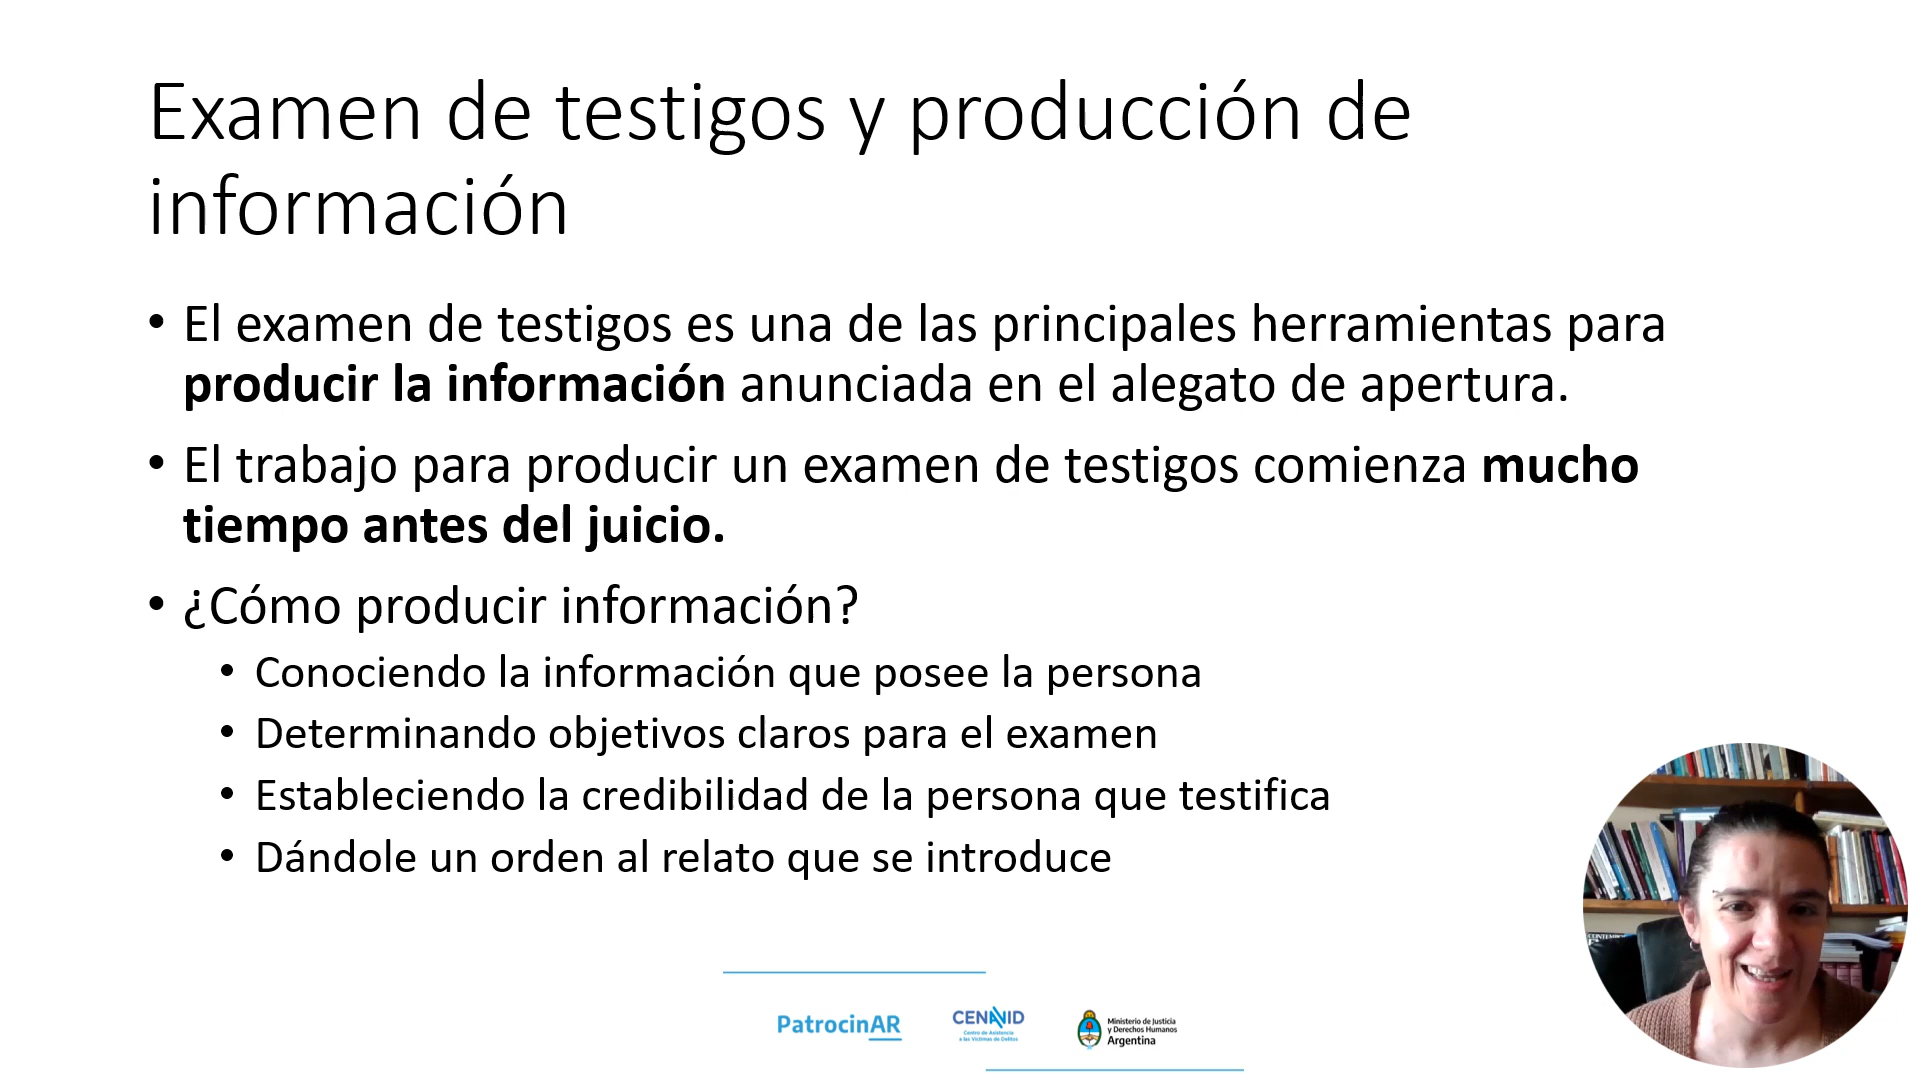 Examen de testigos y producción de
información
• El examen de testigos es una de las principales herramientas para
producir la información anunciada en el alegato de apertura.
• El trabajo para producir un examen de testigos comienza mucho
tiempo antes del juicio.
• ¿Cómo producir información?
• Conociendo la información que posee la persona
• Determinando objetivos claros para el examen
• Estableciendo la credibilidad de la persona que testifica
• Dándole un orden al relato que se introduce
PatrocinAR
CENAVID
Centro de Asistencia
a las Víctimas de Delitos
Ministerio de Justicia
y Derechos Humanos
Argentina